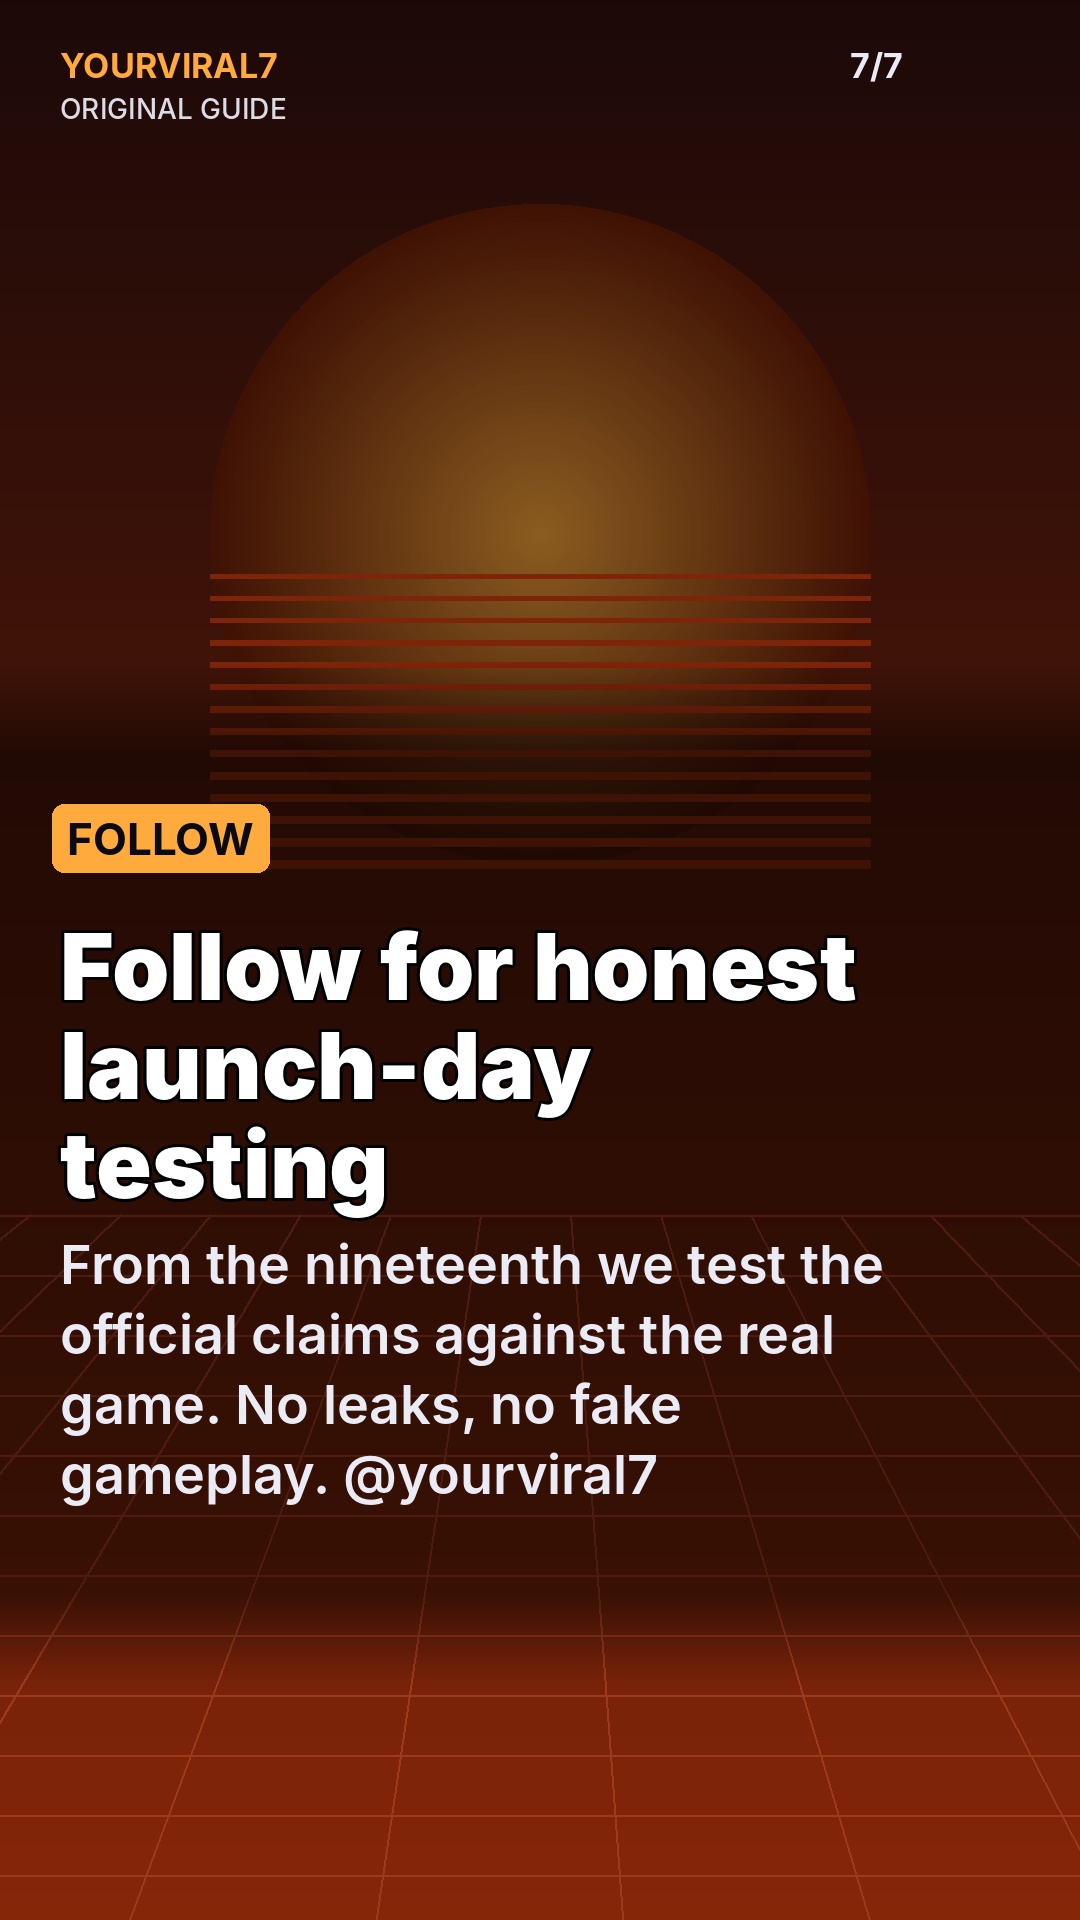 YOURVIRAL7
7/7
ORIGINAL GUIDE
FOLLOW
Follow for honest
launch-day
testing
From the nineteenth we test the
official claims against the real
game. No leaks, no fake
gameplay. @yourviral7